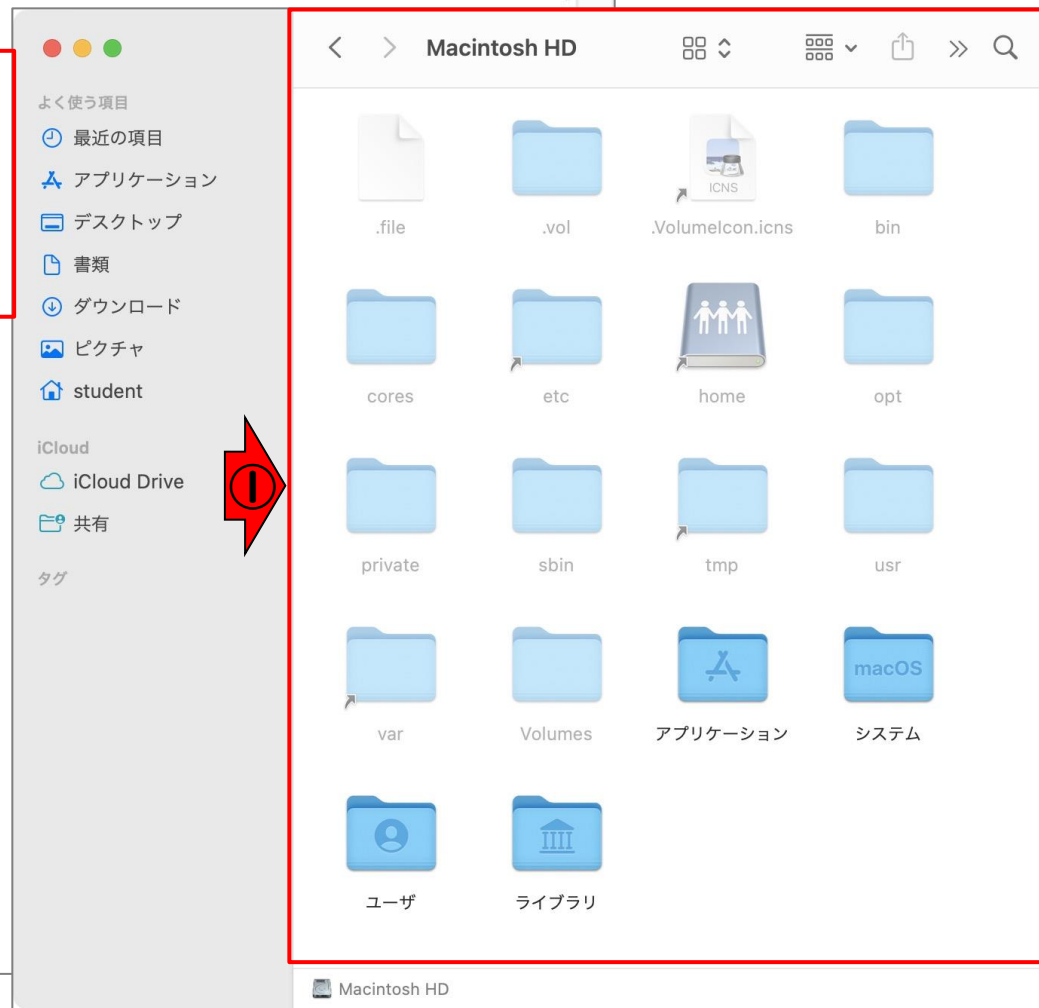 Macintosh HD
よく使う項目
最近の項目
アプリケーション
デスクトップ
書類
ダウンロード
ピクチャ
student
iCloud
iCloud Drive
共有
タグ
①
ICNS
.file .vol .VolumeIcon.icns bin
cores etc home opt
private sbin tmp usr
macOS
var Volumes アプリケーション システム
ユーザ ライブラリ
Macintosh HD